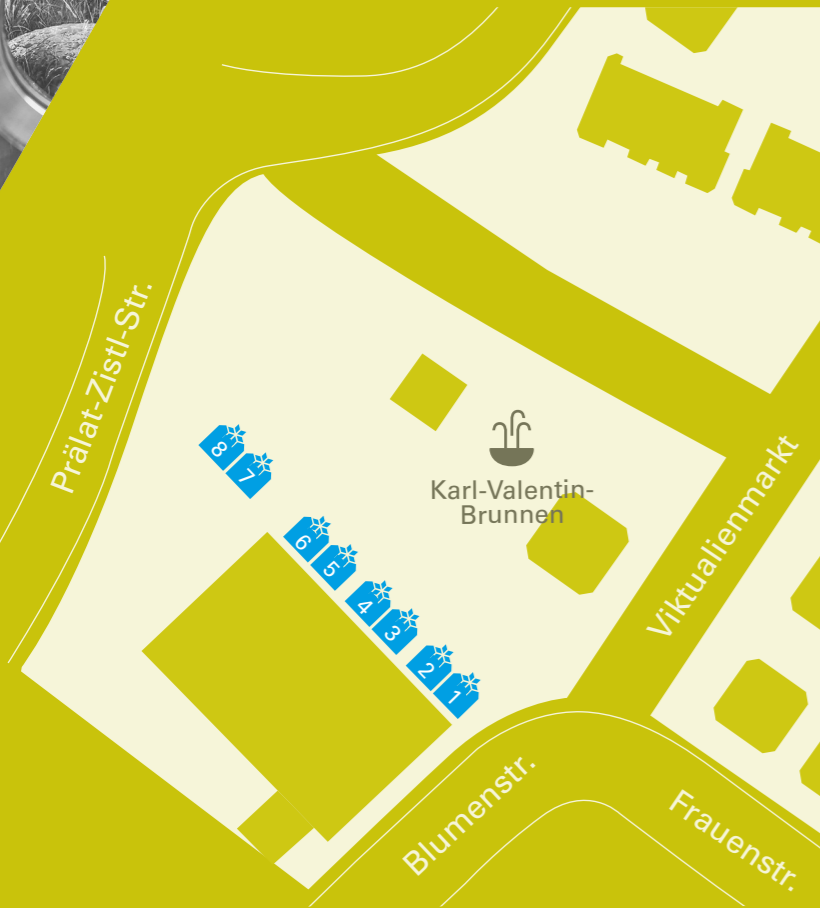 Prälat-Zistl-Str.
8
7
Karl-Valentin-
Brunnen
6
5
4
3
2
1
Viktualienmarkt
Blumenstr.
Frauenstr.